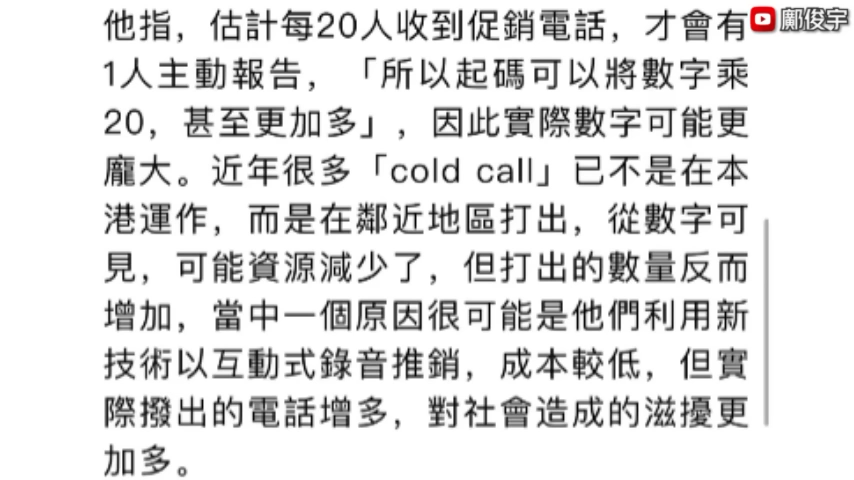 鄺俊宇
他指，估計每20人收到促銷電話，才會有
1人主動報告，「所以起碼可以將數字乘
20，甚至更加多」，因此實際數字可能更
龐大。近年很多「cold call」已不是在本
港運作，而是在鄰近地區打出，從數字可
見，可能資源減少了，但打出的數量反而
增加，當中一個原因很可能是他們利用新
技術以互動式錄音推銷，成本較低，但實
際撥出的電話增多，對社會造成的滋擾更
加多。